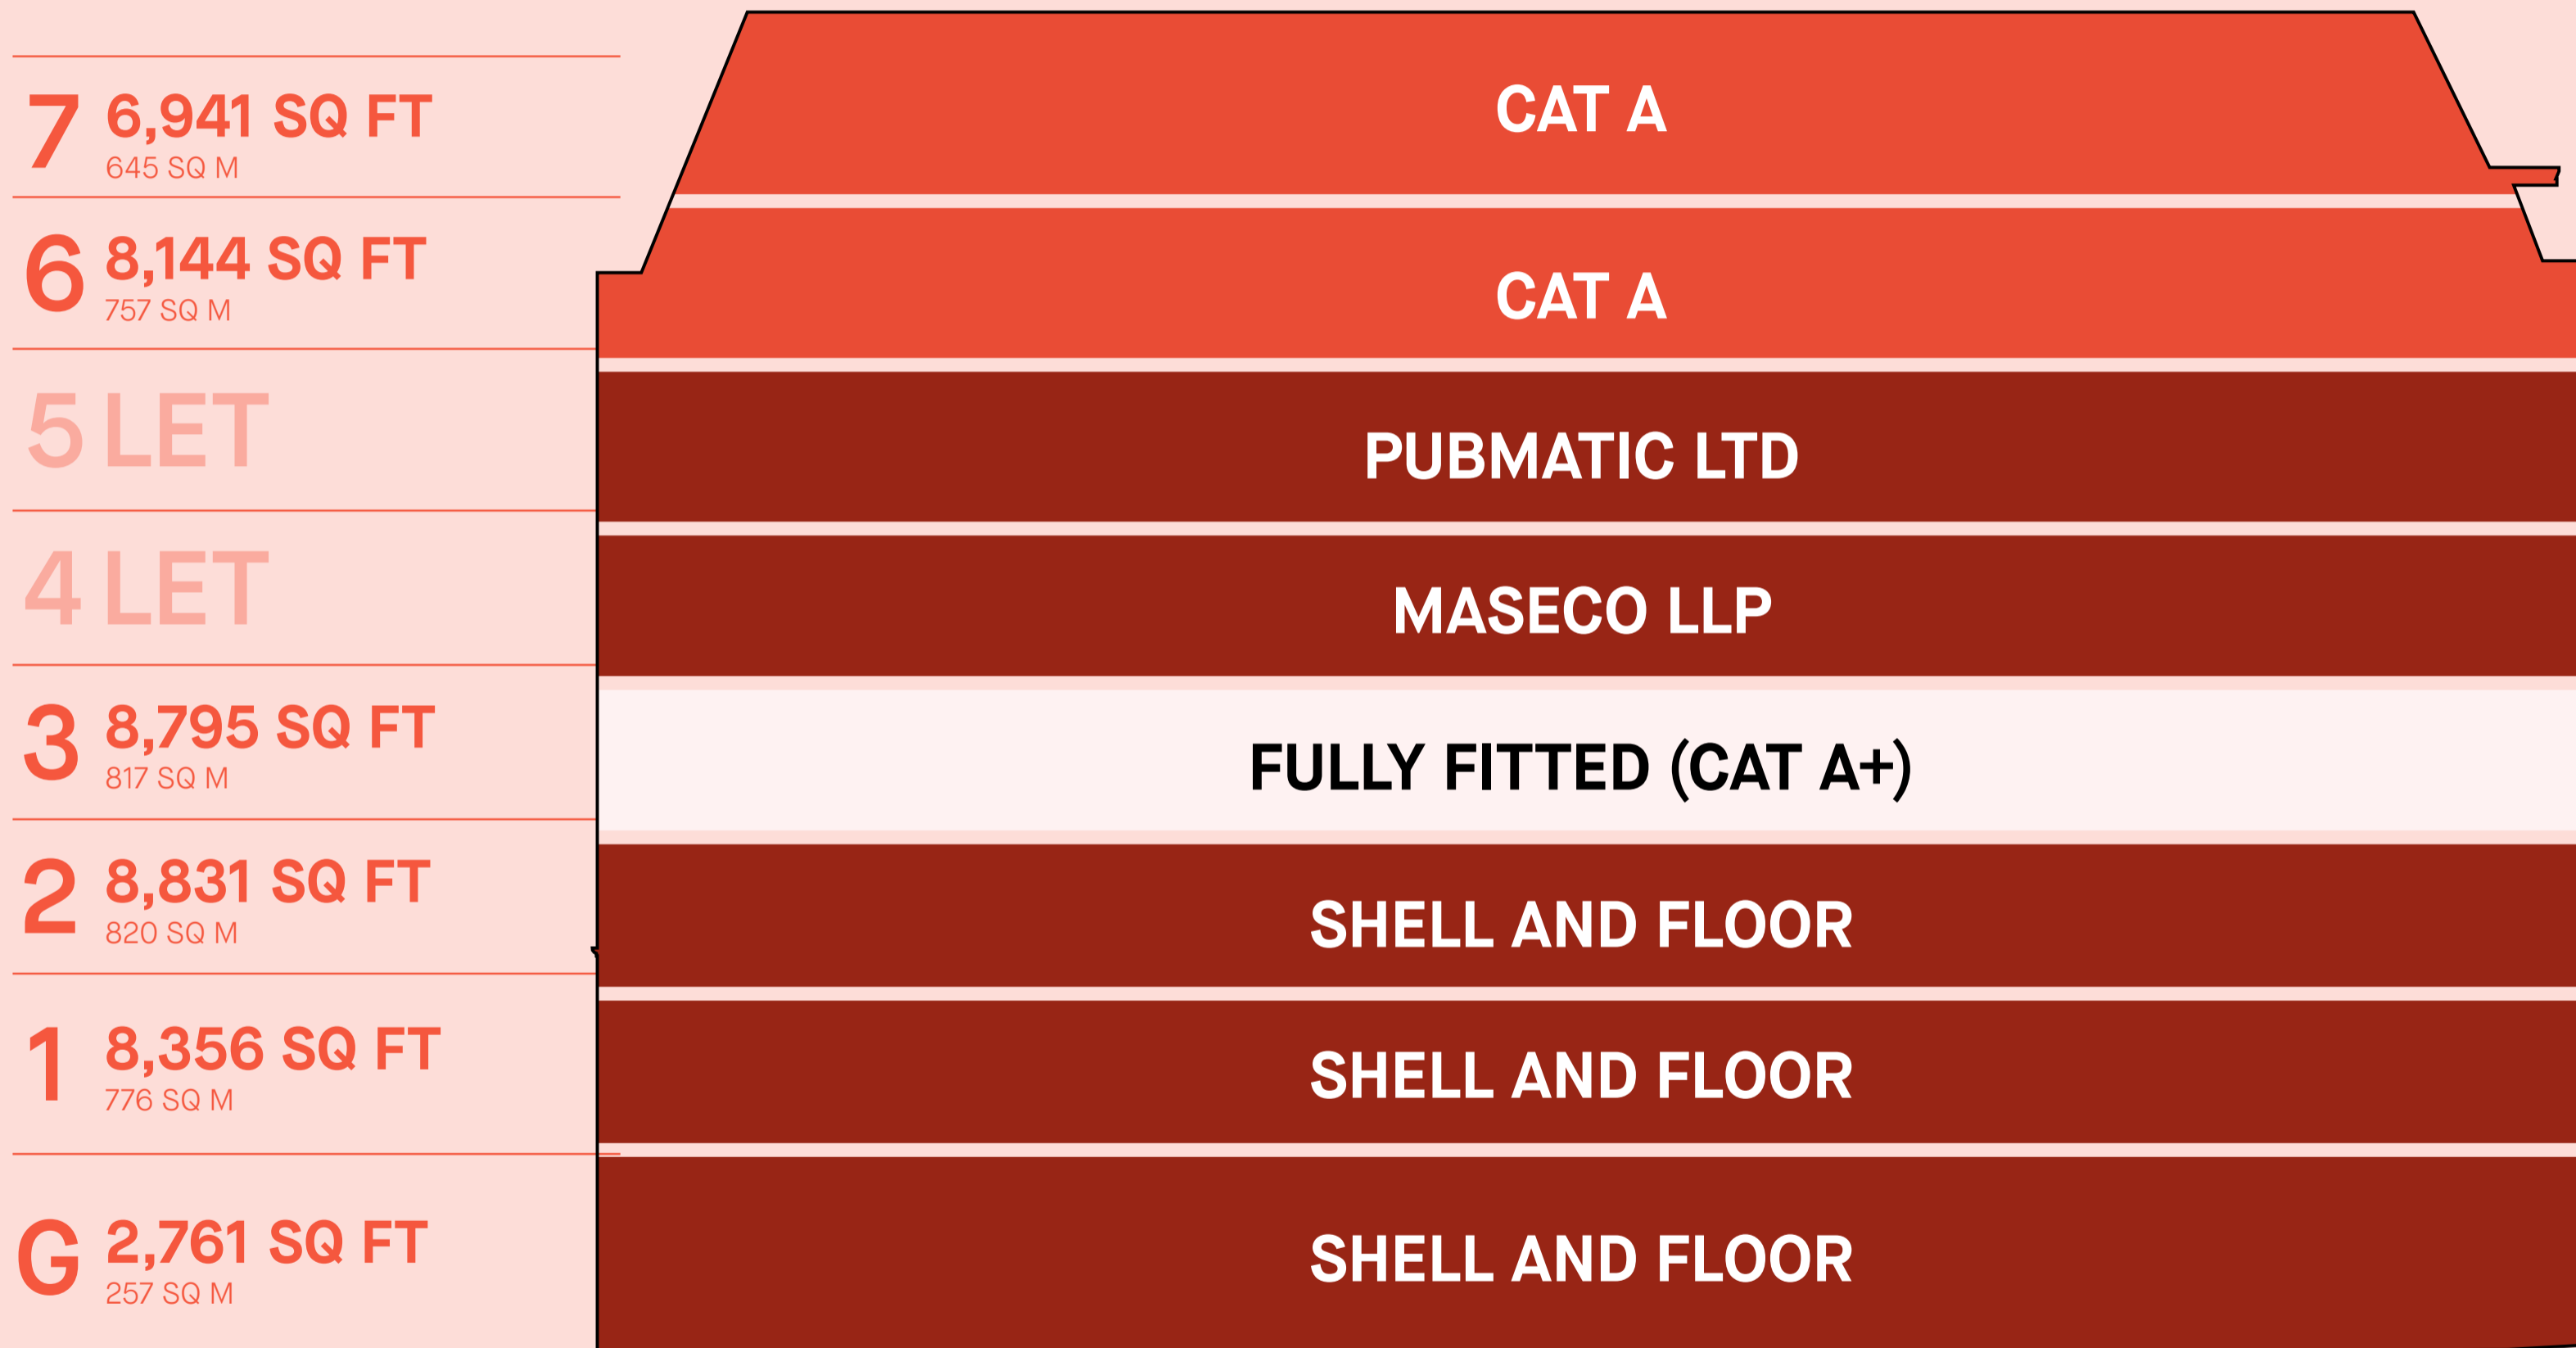 7 6,941 SQ FT
645 SQ M
CAT A
6 8,144 SQ FT
757 SQ M
CAT A
5 LET
PUBMATIC LTD
4 LET
MASECO LLP
3 8,795 SQ FT
817 SQ M
FULLY FITTED (CAT A+)
2 8,831 SQ FT
820 SQ M
SHELL AND FLOOR
1 8,356 SQ FT
776 SQ M
SHELL AND FLOOR
G 2,761 SQ FT
257 SQ M
SHELL AND FLOOR